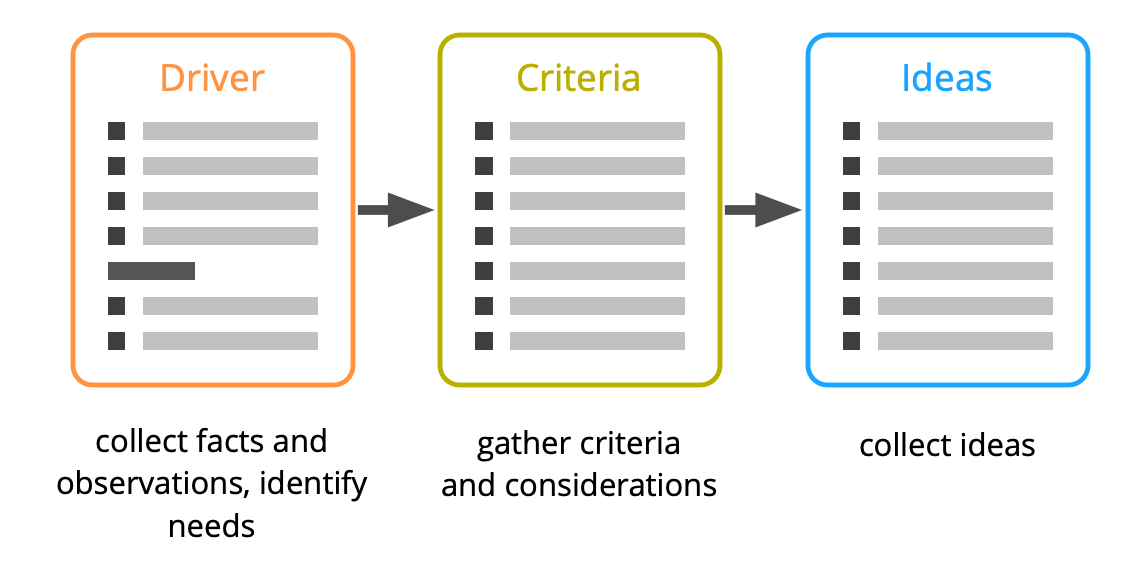 Driver
Criteria
Ideas
collect facts and
observations, identify
needs
gather criteria
and considerations
collect ideas